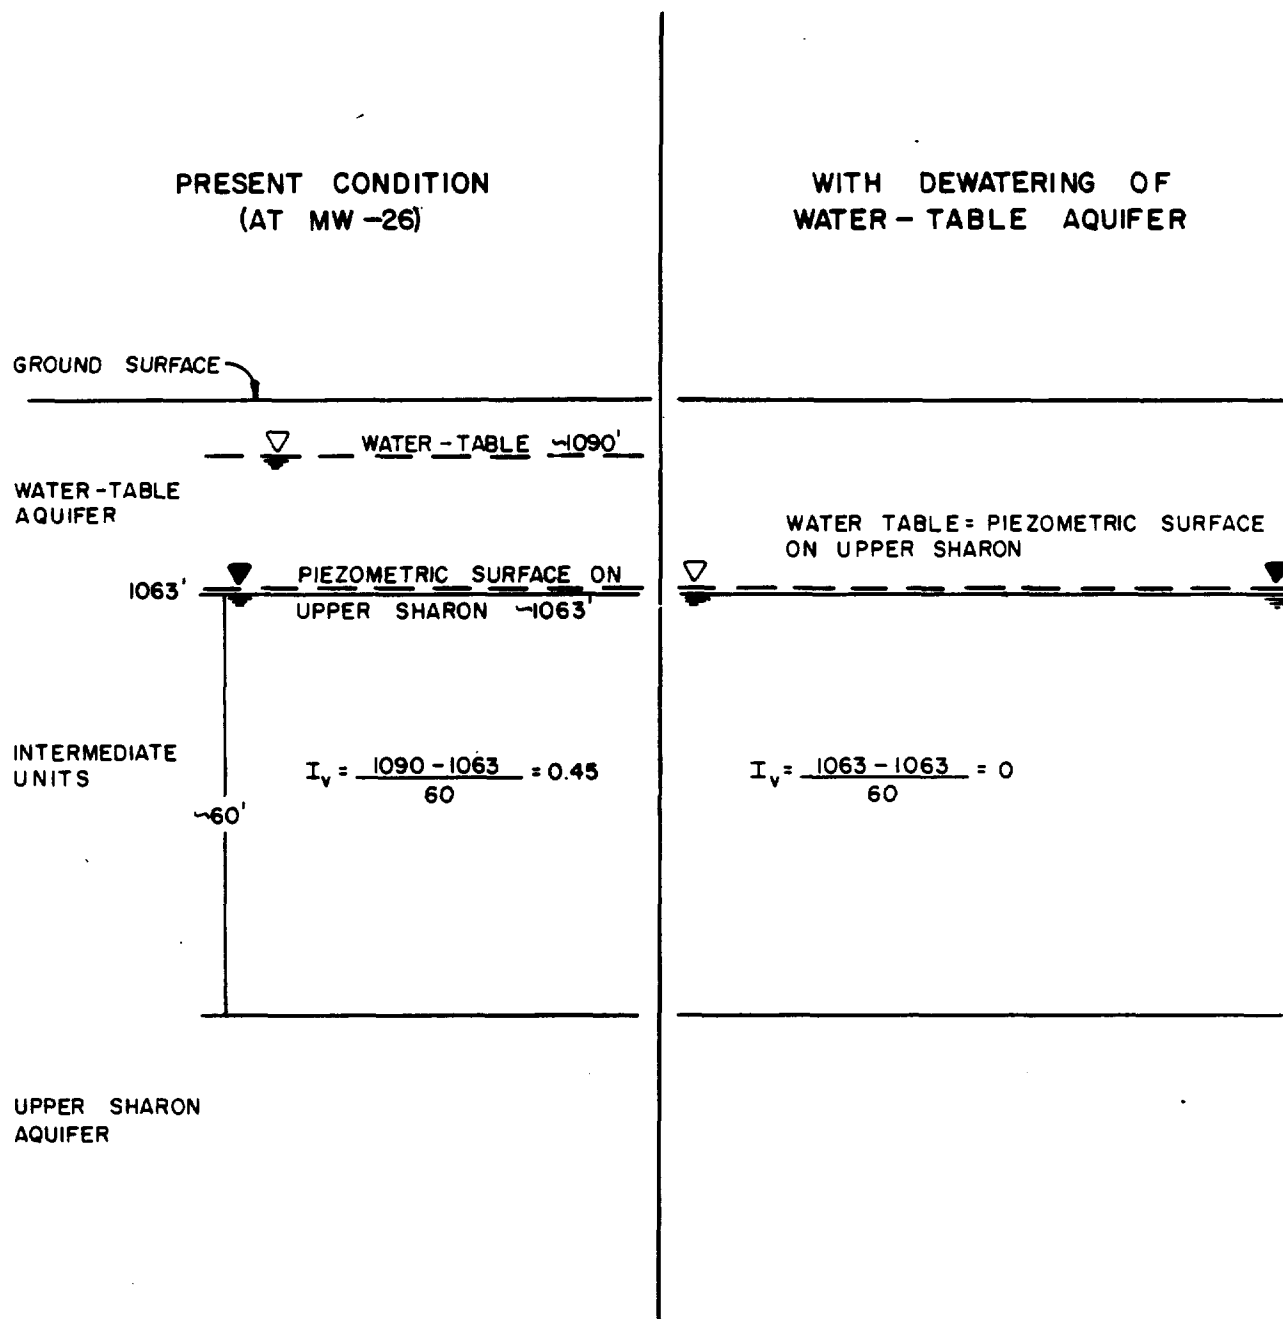 PRESENT CONDITION
(AT MW-26)
WITH DEWATERING OF
WATER-TABLE AQUIFER
GROUND SURFACE
WATER-TABLE ~1090'
WATER-TABLE
AQUIFER
WATER TABLE = PIEZOMETRIC SURFACE
ON UPPER SHARON
1063'
PIEZOMETRIC SURFACE ON
UPPER SHARON ~1063'
INTERMEDIATE
UNITS
~60'
Iv = 1090-1063 / 60 = 0.45
Iv = 1063-1063 / 60 = 0
UPPER SHARON
AQUIFER